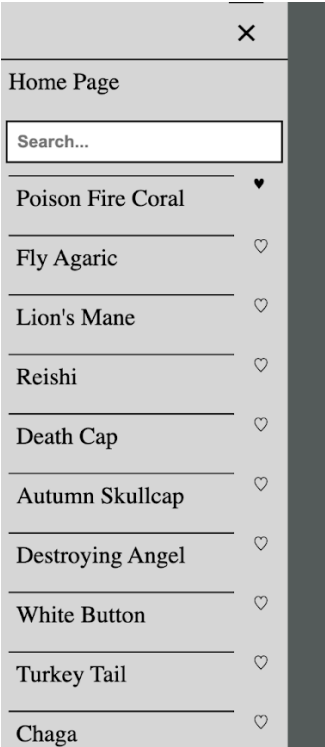 ×
Home Page
Search...
Poison Fire Coral ♥
Fly Agaric ♡
Lion's Mane ♡
Reishi ♡
Death Cap ♡
Autumn Skullcap ♡
Destroying Angel ♡
White Button ♡
Turkey Tail ♡
Chaga ♡